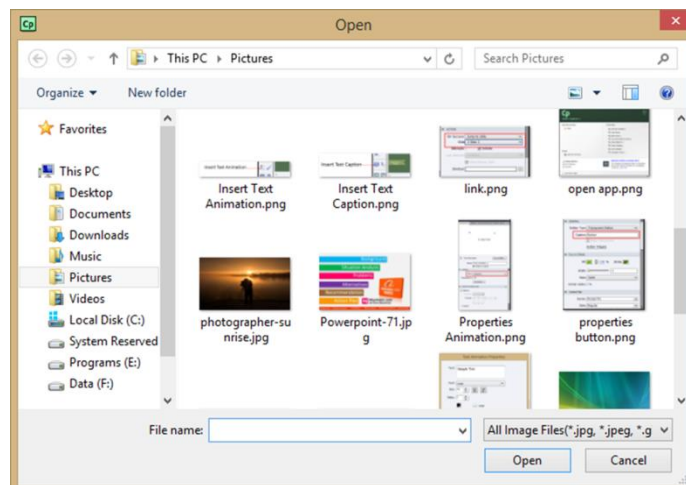 Cp
Open
This PC
Pictures
Search Pictures
Organize
New folder
Favorites
This PC
Desktop
Documents
Downloads
Music
Pictures
Videos
Local Disk (C:)
System Reserved
Programs (E:)
Data (F:)
Insert Text
Animation.png
Insert Text
Caption.png
link.png
open app.png
photographer-su
nrise.jpg
Powerpoint-71.jp
g
Properties
Animation.png
properties
button.png
File name:
All Image Files(*.jpg, *.jpeg, *.g
Open
Cancel